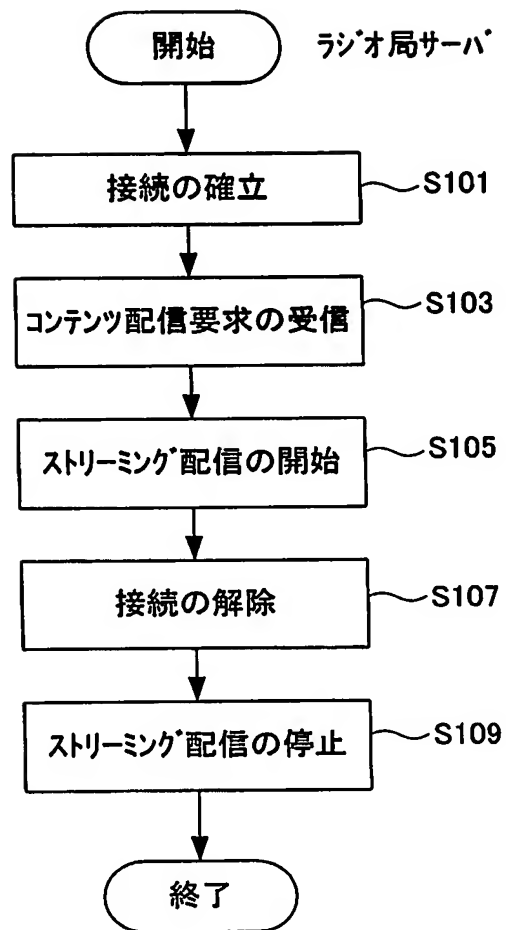 開始 ラジオ局サーバ
接続の確立 S101
コンテンツ配信要求の受信 S103
ストリーミング配信の開始 S105
接続の解除 S107
ストリーミング配信の停止 S109
終了